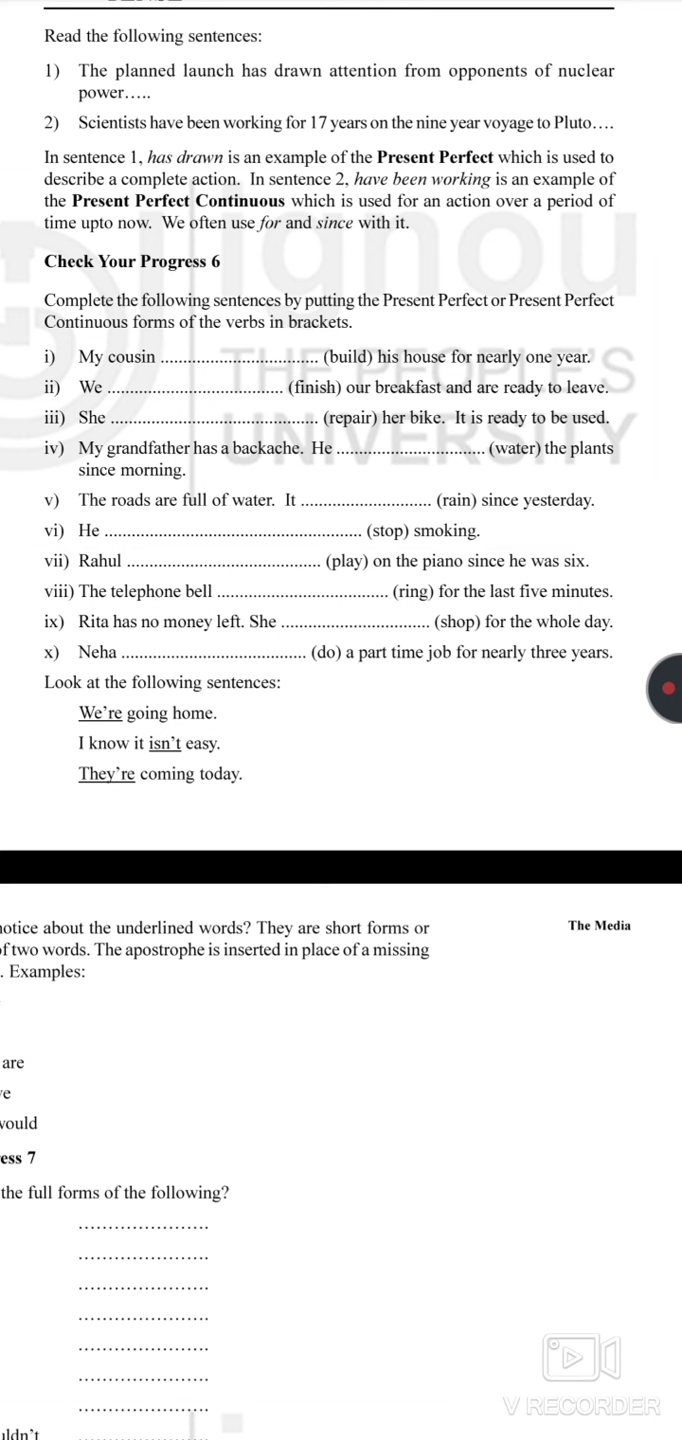 Read the following sentences:
1) The planned launch has drawn attention from opponents of nuclear
power.....
2) Scientists have been working for 17 years on the nine year voyage to Pluto....
In sentence 1, has drawn is an example of the Present Perfect which is used to
describe a complete action. In sentence 2, have been working is an example of
the Present Perfect Continuous which is used for an action over a period of
time upto now. We often use for and since with it.
Check Your Progress 6
Complete the following sentences by putting the Present Perfect or Present Perfect
Continuous forms of the verbs in brackets.
i) My cousin ................................... (build) his house for nearly one year.
ii) We ....................................... (finish) our breakfast and are ready to leave.
iii) She .............................................. (repair) her bike. It is ready to be used.
iv) My grandfather has a backache. He ................................. (water) the plants
since morning.
v) The roads are full of water. It ............................. (rain) since yesterday.
vi) He ......................................................... (stop) smoking.
vii) Rahul ........................................... (play) on the piano since he was six.
viii) The telephone bell ...................................... (ring) for the last five minutes.
ix) Rita has no money left. She ................................. (shop) for the whole day.
x) Neha ......................................... (do) a part time job for nearly three years.
Look at the following sentences:
We're going home.
I know it isn't easy.
They're coming today.
ignou
THE PEOPLE'S
UNIVERSITY
notice about the underlined words? They are short forms or
of two words. The apostrophe is inserted in place of a missing
. Examples:
The Media
are
ve
would
ess 7
the full forms of the following?
......................
......................
......................
......................
......................
......................
......................
uldn't ......................
V RECORDER